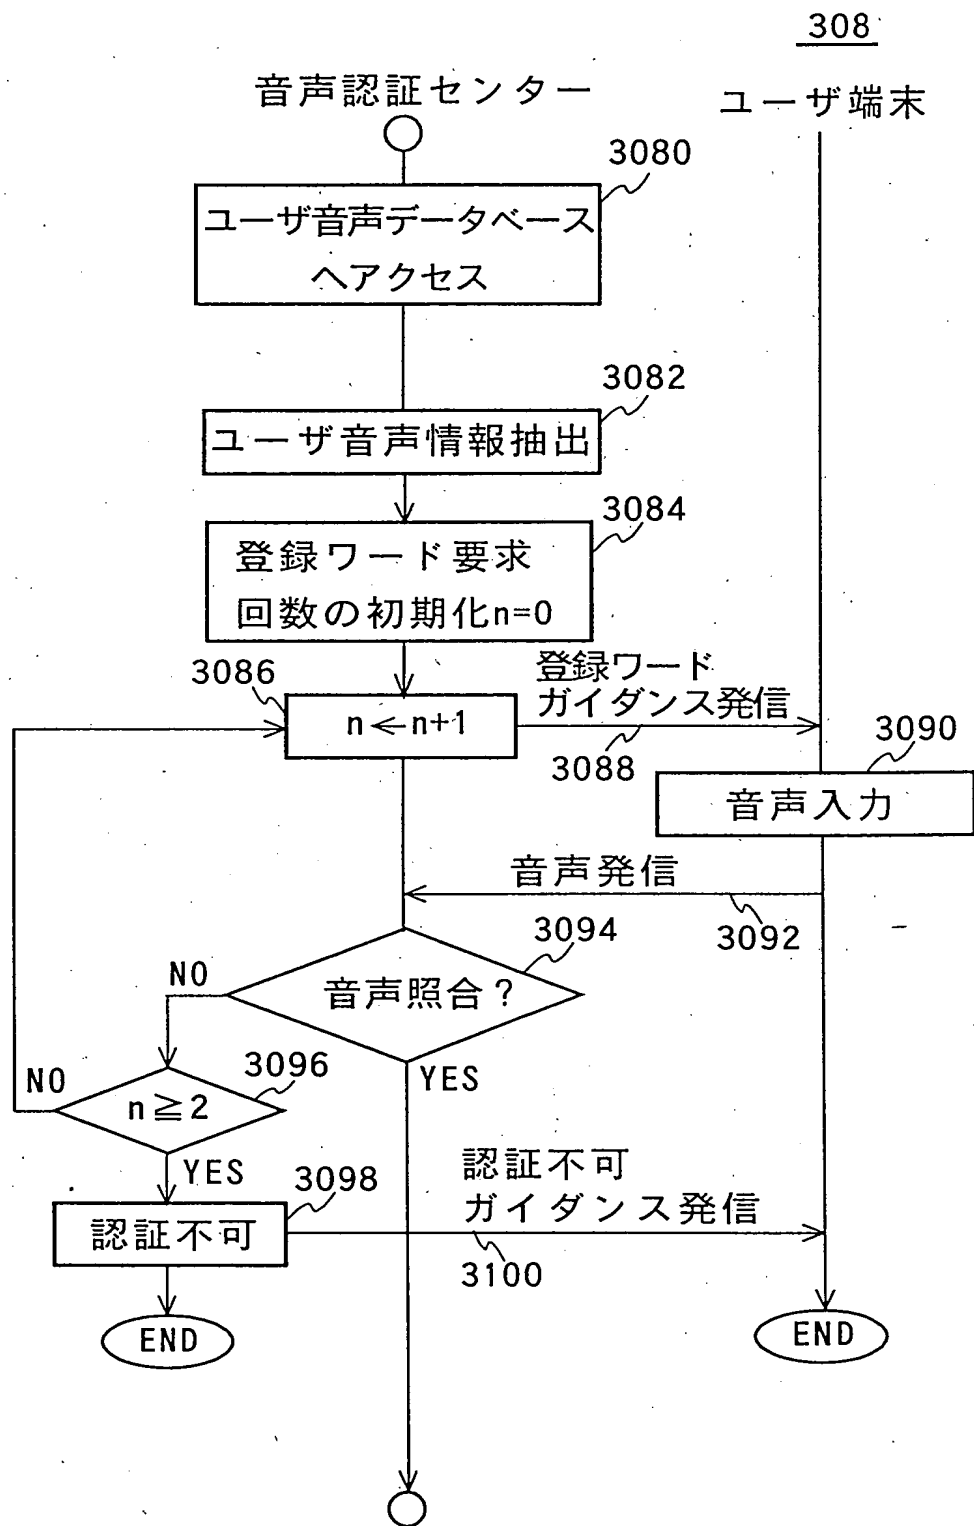 308
音声認証センター
ユーザ端末
3080
ユーザ音声データベース
へアクセス
3082
ユーザ音声情報抽出
3084
登録ワード要求
回数の初期化n=0
3086
n←n+1
登録ワード
ガイダンス発信
3088
3090
音声入力
音声発信
3092
3094
音声照合？
NO
YES
3096
n≧2
NO
YES
3098
認証不可
認証不可
ガイダンス発信
3100
END
END